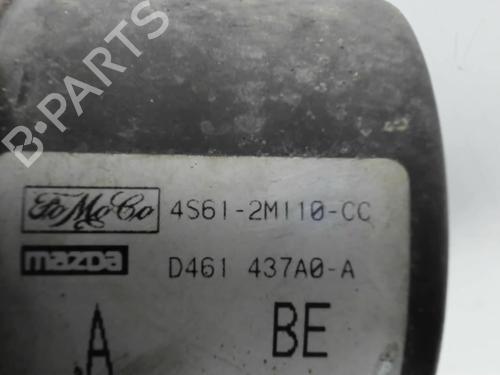 B-PARTS
FoMoCo 4S61-2M110-CC
mazda D461 437A0-A
A BE